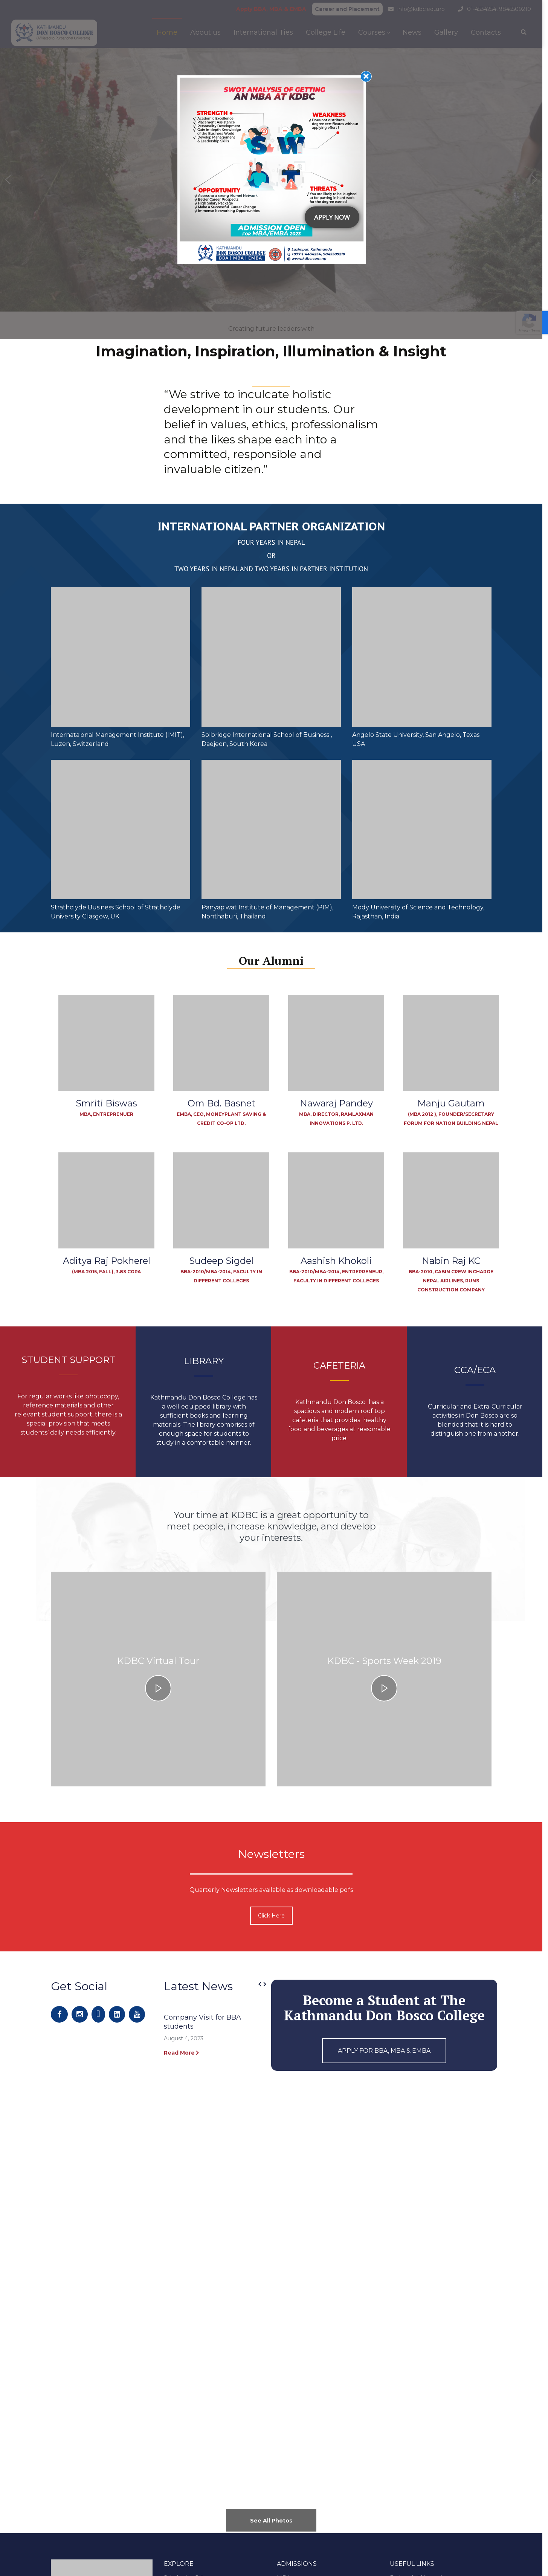 Career and Placement
info@kdbc.edu.np
KATHMANDU
DON BOSCO COLLEGE
Home
About us
International Ties
College Life
Courses
News
Gallery
Contacts
SWOT ANALYSIS OF GETTING
AN MBA AT KDBC
STRENGTH
Academic Excellence
Placement Assistance
Personality Development
Gain in-depth Knowledge
of the Business World
Develop Management
& Leadership Skills
WEAKNESS
Does not distribute
degree certificates without
applying effort !
OPPORTUNITY
Access to a strong Alumni Network
Better Career Prospects
High Salary Package
Make a Successful Career Change
Immense Networking Opportunities
THREATS
You are likely to be laughed
at for putting in hard work
for the degree earned!
APPLY NOW
ADMISSION OPEN
FOR MBA/EMBA 2023
KATHMANDU
DON BOSCO COLLEGE
BBA | MBA | EMBA
Lazimpat, Kathmandu
www.kdbc.com.np
Creating future leaders with
Imagination, Inspiration, Illumination & Insight
“We strive to inculcate holistic
development in our students. Our
belief in values, ethics, professionalism
and the likes shape each into a
committed, responsible and
invaluable citizen.”
INTERNATIONAL PARTNER ORGANIZATION
FOUR YEARS IN NEPAL
OR
TWO YEARS IN NEPAL AND TWO YEARS IN PARTNER INSTITUTION
Internataional Management Institute (IMIT),
Luzen, Switzerland
Solbridge International School of Business ,
Daejeon, South Korea
Angelo State University, San Angelo, Texas
USA
Strathclyde Business School of Strathclyde
University Glasgow, UK
Panyapiwat Institute of Management (PIM),
Nonthaburi, Thailand
Mody University of Science and Technology,
Rajasthan, India
Our Alumni
Smriti Biswas
MBA, ENTREPRENUER
Om Bd. Basnet
EMBA, CEO, MONEYPLANT SAVING &
CREDIT CO-OP LTD.
Nawaraj Pandey
MBA, DIRECTOR, RAMLAXMAN
INNOVATIONS P. LTD.
Manju Gautam
(MBA 2012 ), FOUNDER/SECRETARY
FORUM FOR NATION BUILDING NEPAL
Aditya Raj Pokherel
(MBA 2015, FALL), 3.83 CGPA
Sudeep Sigdel
BBA-2010/MBA-2014, FACULTY IN
DIFFERENT COLLEGES
Aashish Khokoli
BBA-2010/MBA-2014, ENTREPRENEUR,
FACULTY IN DIFFERENT COLLEGES
Nabin Raj KC
BBA-2010, CABIN CREW INCHARGE
NEPAL AIRLINES, RUNS
CONSTRUCTION COMPANY
STUDENT SUPPORT
For regular works like photocopy,
reference materials and other
relevant student support, there is a
special provision that meets
students’ daily needs efficiently.
LIBRARY
Kathmandu Don Bosco College has
a well equipped library with
sufficient books and learning
materials. The library comprises of
enough space for students to
study in a comfortable manner.
CAFETERIA
Kathmandu Don Bosco has a
spacious and modern roof top
cafeteria that provides healthy
food and beverages at reasonable
price.
CCA/ECA
Curricular and Extra-Curricular
activities in Don Bosco are so
blended that it is hard to
distinguish one from another.
Your time at KDBC is a great opportunity to
meet people, increase knowledge, and develop
your interests.
KDBC Virtual Tour
KDBC - Sports Week 2019
Newsletters
Quarterly Newsletters available as downloadable pdfs
Click Here
Get Social
Latest News
Company Visit for BBA
students
August 4, 2023
Read More
Become a Student at The
Kathmandu Don Bosco College
APPLY FOR BBA, MBA & EMBA
See All Photos
EXPLORE
ADMISSIONS
USEFUL LINKS